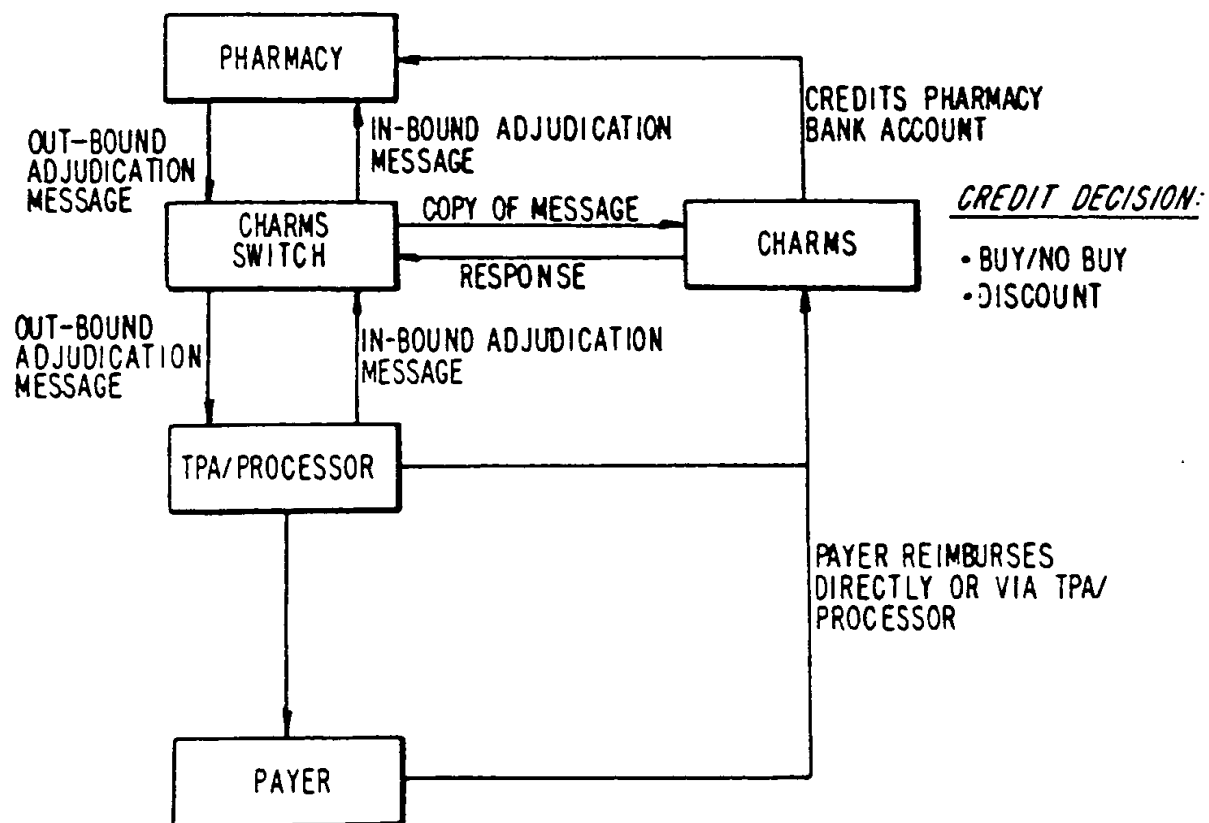 PHARMACY
CREDITS PHARMACY
BANK ACCOUNT
OUT-BOUND
ADJUDICATION
MESSAGE
IN-BOUND ADJUDICATION
MESSAGE
CREDIT DECISION:
• BUY/NO BUY
• DISCOUNT
CHARMS
SWITCH
COPY OF MESSAGE
RESPONSE
CHARMS
OUT-BOUND
ADJUDICATION
MESSAGE
IN-BOUND ADJUDICATION
MESSAGE
TPA/PROCESSOR
PAYER REIMBURSES
DIRECTLY OR VIA TPA/
PROCESSOR
PAYER